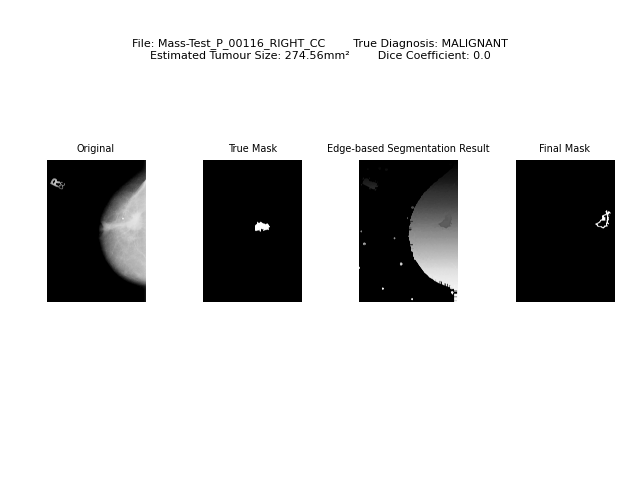 File: Mass-Test_P_00116_RIGHT_CC True Diagnosis: MALIGNANT
Estimated Tumour Size: 274.56mm² Dice Coefficient: 0.0
Original True Mask Edge-based Segmentation Result Final Mask